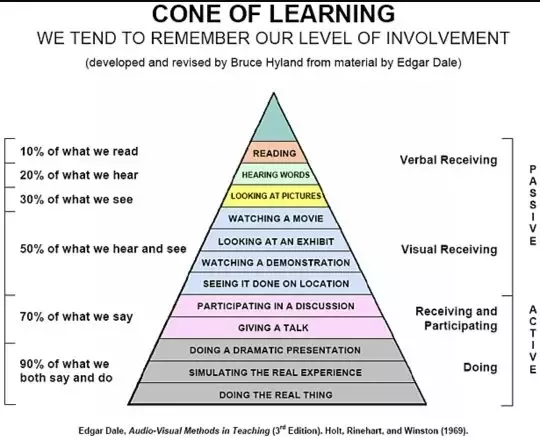 CONE OF LEARNING
WE TEND TO REMEMBER OUR LEVEL OF INVOLVEMENT
(developed and revised by Bruce Hyland from material by Edgar Dale)
10% of what we read
READING
Verbal Receiving
20% of what we hear
HEARING WORDS
30% of what we see
LOOKING AT PICTURES
WATCHING A MOVIE
50% of what we hear and see
LOOKING AT AN EXHIBIT
Visual Receiving
WATCHING A DEMONSTRATION
SEEING IT DONE ON LOCATION
PASSIVE
70% of what we say
PARTICIPATING IN A DISCUSSION
Receiving and
Participating
GIVING A TALK
90% of what we
both say and do
DOING A DRAMATIC PRESENTATION
SIMULATING THE REAL EXPERIENCE
Doing
DOING THE REAL THING
ACTIVE
Edgar Dale, Audio-Visual Methods in Teaching (3rd Edition). Holt, Rinehart, and Winston (1969).